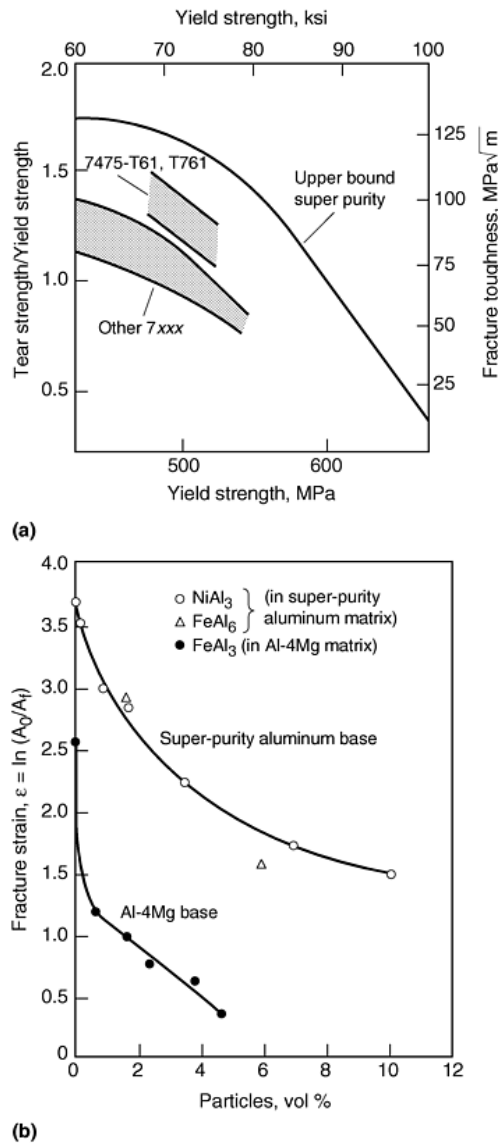 Yield strength, ksi
60 70 80 90 100
2.0
1.5
1.0
0.5
Tear strength/Yield strength
7475-T61, T761
Other 7xxx
Upper bound
super purity
125
100
75
50
25
Fracture toughness, MPa√m
500 600
Yield strength, MPa
(a)
4.0
3.5
3.0
2.5
2.0
1.5
1.0
0.5
0
Fracture strain, ε = ln (A₀/A_f)
NiAl₃
FeAl₆
(in super-purity
aluminum matrix)
FeAl₃ (in Al-4Mg matrix)
Super-purity aluminum base
Al-4Mg base
0 2 4 6 8 10 12
Particles, vol %
(b)